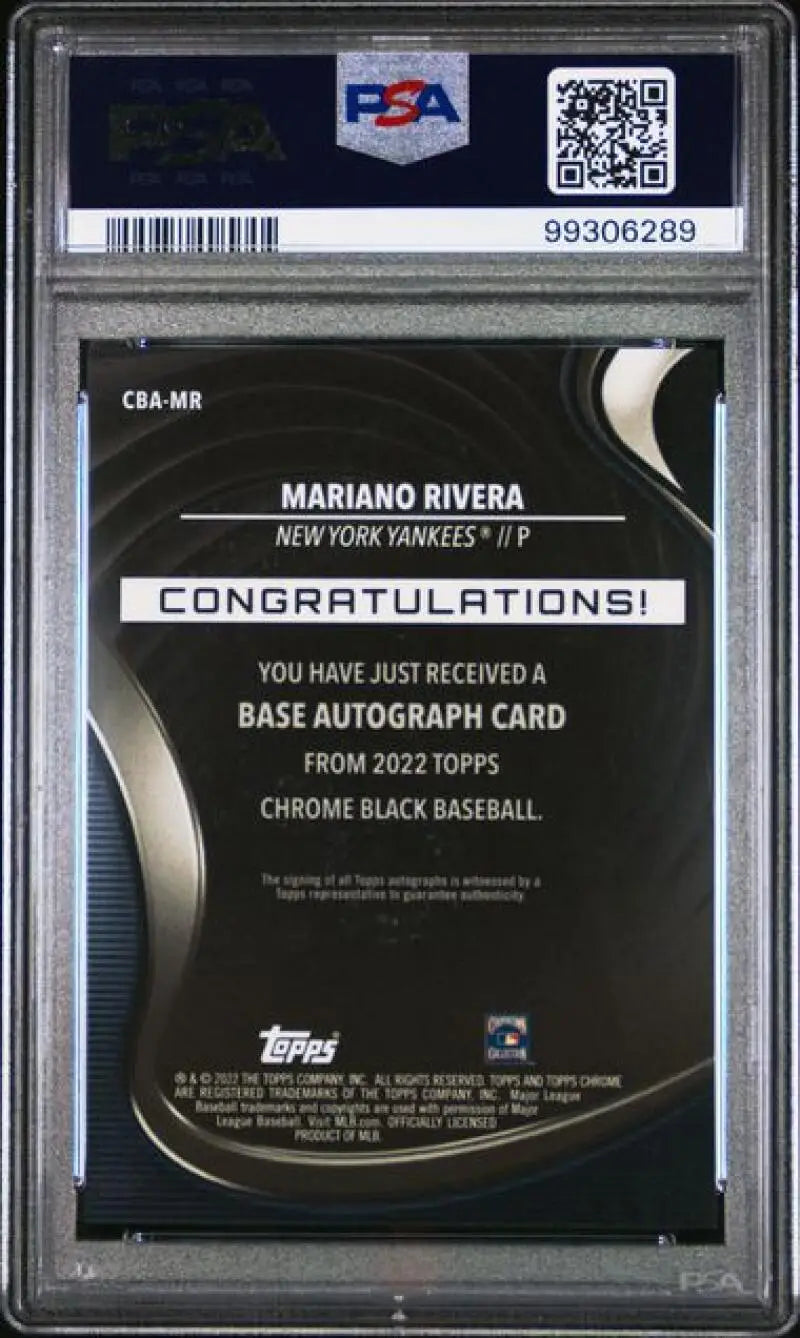 PSA
99306289
CBA-MR
MARIANO RIVERA
NEW YORK YANKEES® // P
CONGRATULATIONS!
YOU HAVE JUST RECEIVED A
BASE AUTOGRAPH CARD
FROM 2022 TOPPS
CHROME BLACK BASEBALL.
The signing of all Topps autographs is witnessed by a
Topps representative to guarantee authenticity.
topps®
® & © 2022 THE TOPPS COMPANY, INC. ALL RIGHTS RESERVED. TOPPS AND TOPPS CHROME
ARE REGISTERED TRADEMARKS OF THE TOPPS COMPANY, INC. Major League
Baseball trademarks and copyrights are used with permission of Major
League Baseball. Visit MLB.com. OFFICIALLY LICENSED
PRODUCT OF MLB.
PSA